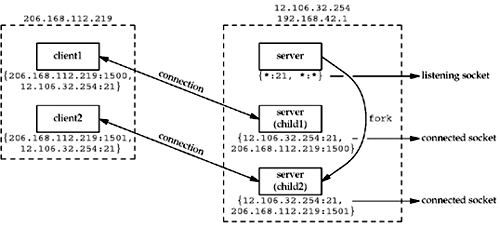 206.168.112.219
12.106.32.254
192.168.42.1
client1
{206.168.112.219:1500,
12.106.32.254:21}
client2
{206.168.112.219:1501,
12.106.32.254:21}
connection
connection
server
{*:21, *:*}
listening socket
fork
server
(child1)
{12.106.32.254:21,
206.168.112.219:1500}
connected socket
server
(child2)
{12.106.32.254:21,
206.168.112.219:1501}
connected socket